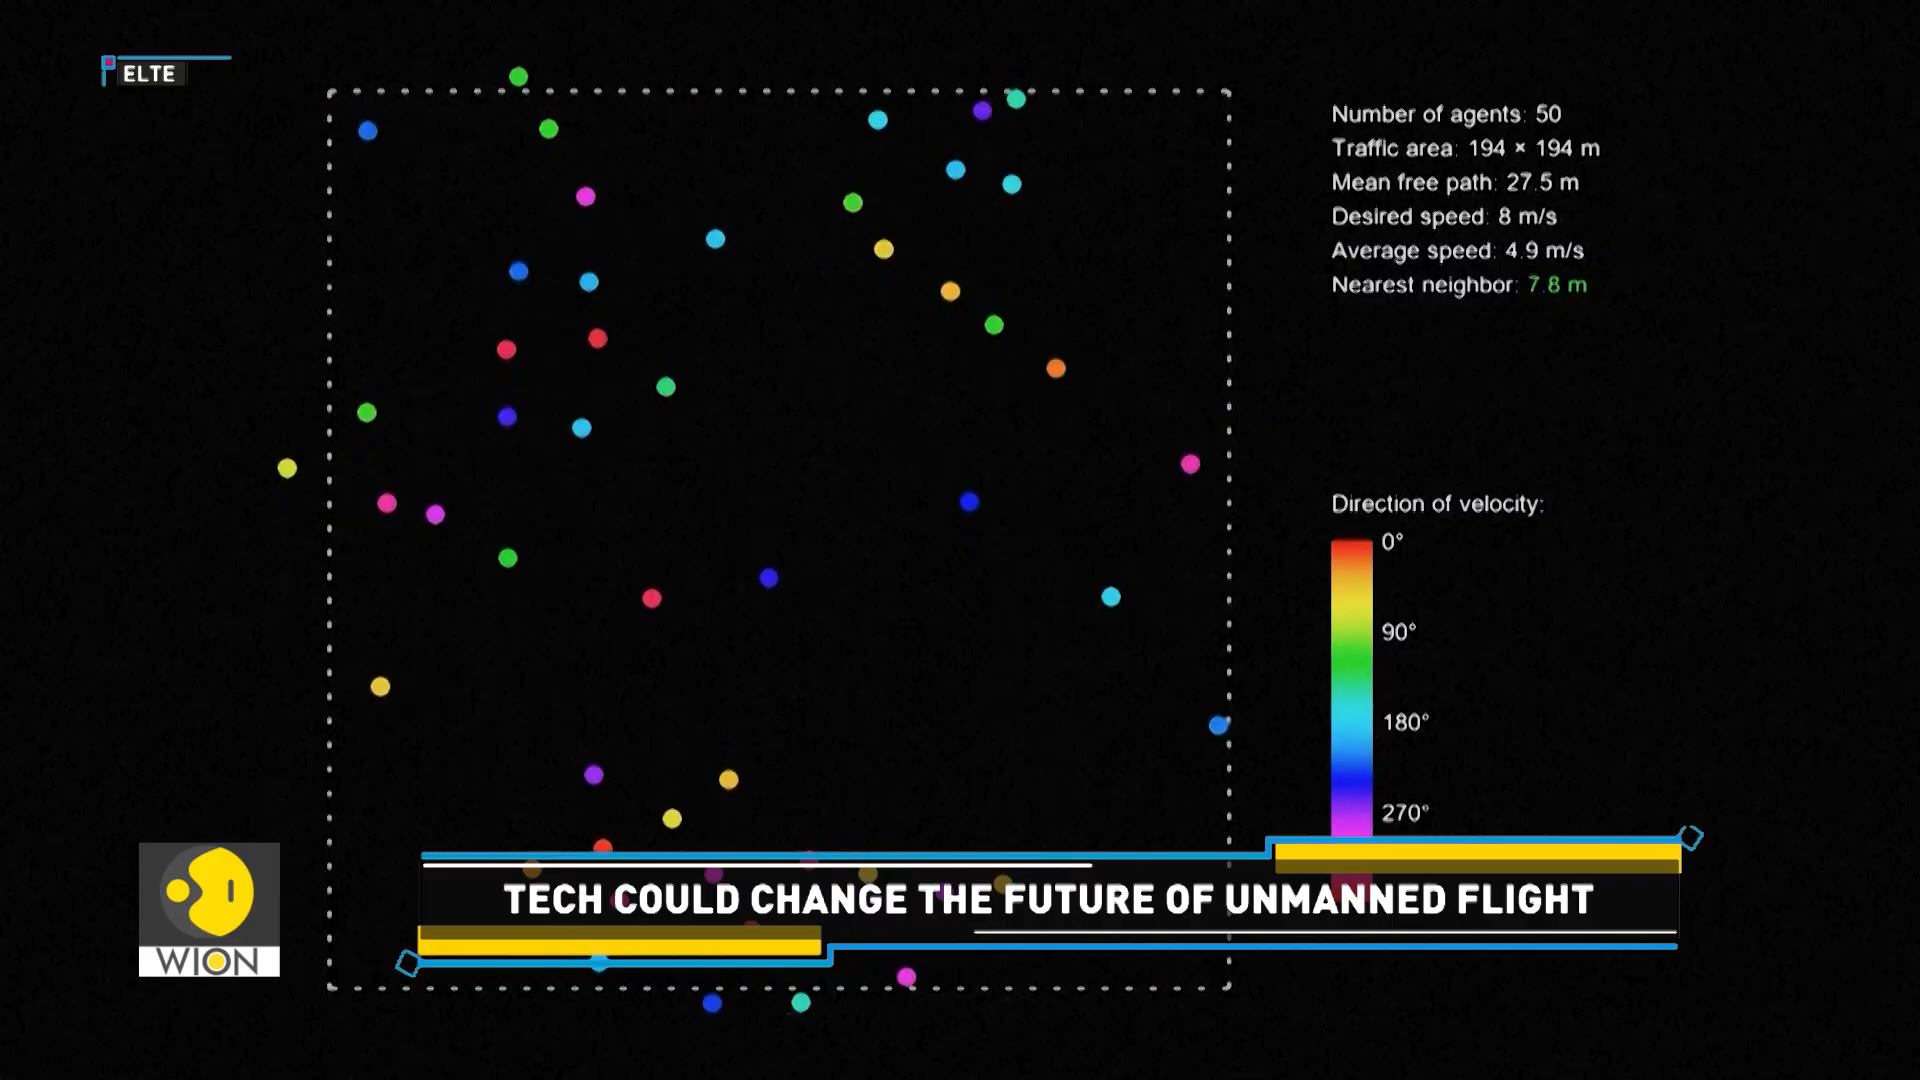 ELTE
Number of agents: 50
Traffic area: 194 × 194 m
Mean free path: 27.5 m
Desired speed: 8 m/s
Average speed: 4.9 m/s
Nearest neighbor: 7.8 m
Direction of velocity:
0°
90°
180°
270°
TECH COULD CHANGE THE FUTURE OF UNMANNED FLIGHT
WION